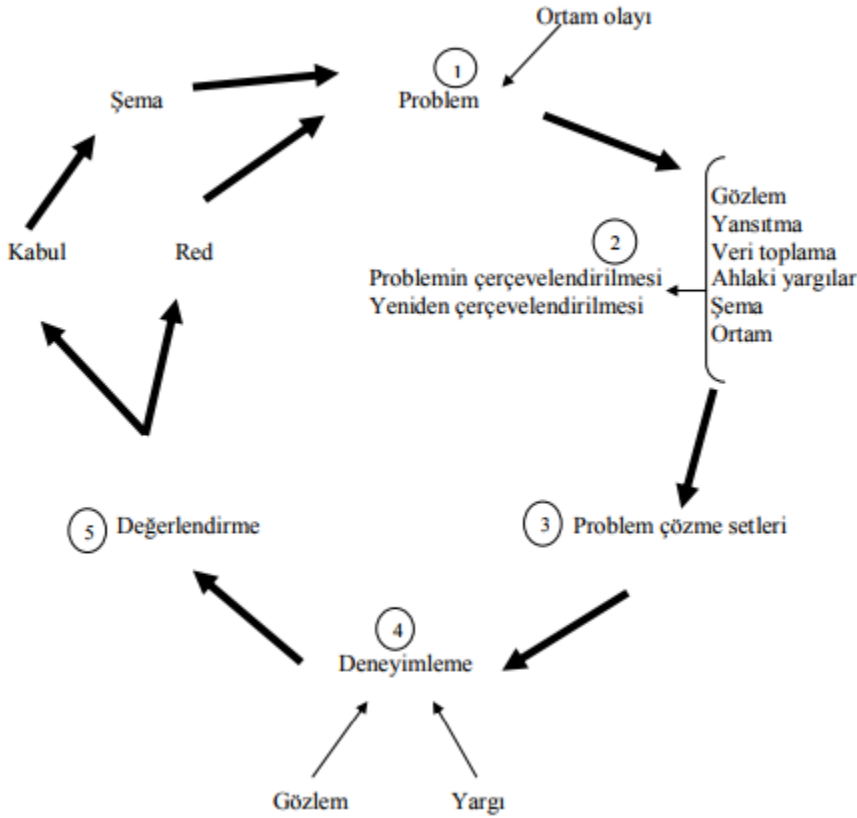 Ortam olayı
1
Problem
Şema
Gözlem
Yansıtma
Veri toplama
Ahlaki yargılar
Şema
Ortam
2
Problemin çerçevelendirilmesi
Yeniden çerçevelendirilmesi
Kabul
Red
3 Problem çözme setleri
5 Değerlendirme
4
Deneyimleme
Gözlem
Yargı